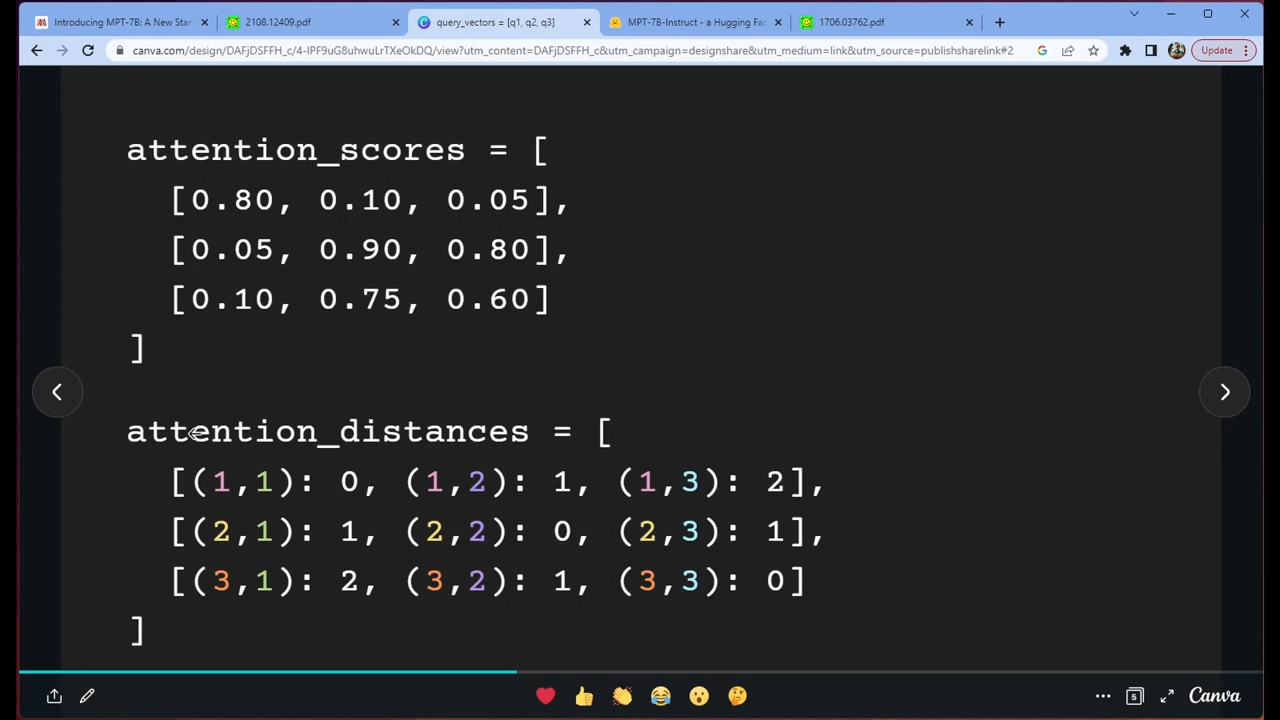 Introducing MPT-7B: A New Stan
2108.12409.pdf
query_vectors = [q1, q2, q3]
MPT-7B-Instruct - a Hugging Fac
1706.03762.pdf
canva.com/design/DAFjDSFFH_c/4-IPF9uG8uhwuLrTXeOkDQ/view?utm_content=DAFjDSFFH_c&utm_campaign=designshare&utm_medium=link&utm_source=publishsharelink#2
Update
attention_scores = [
[0.80, 0.10, 0.05],
[0.05, 0.90, 0.80],
[0.10, 0.75, 0.60]
]
attention_distances = [
[(1,1): 0, (1,2): 1, (1,3): 2],
[(2,1): 1, (2,2): 0, (2,3): 1],
[(3,1): 2, (3,2): 1, (3,3): 0]
]
5
Canva